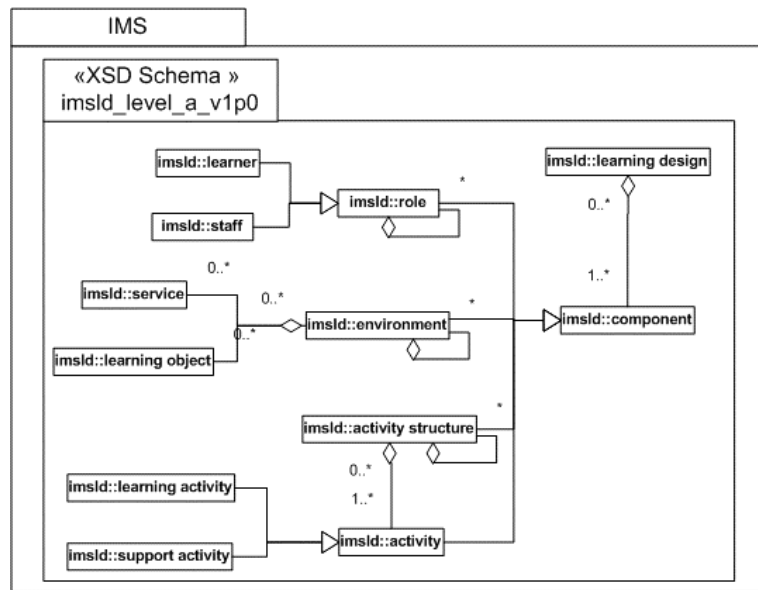 IMS
«XSD Schema »
imsld_level_a_v1p0
imsld::learner
imsld::learning design
*
imsld::role
0..*
imsld::staff
0..*
0..*
1..*
imsld::service
*
imsld::environment
imsld::component
0..*
imsld::learning object
*
imsld::activity structure
0..*
imsld::learning activity
1..*
imsld::activity
imsld::support activity